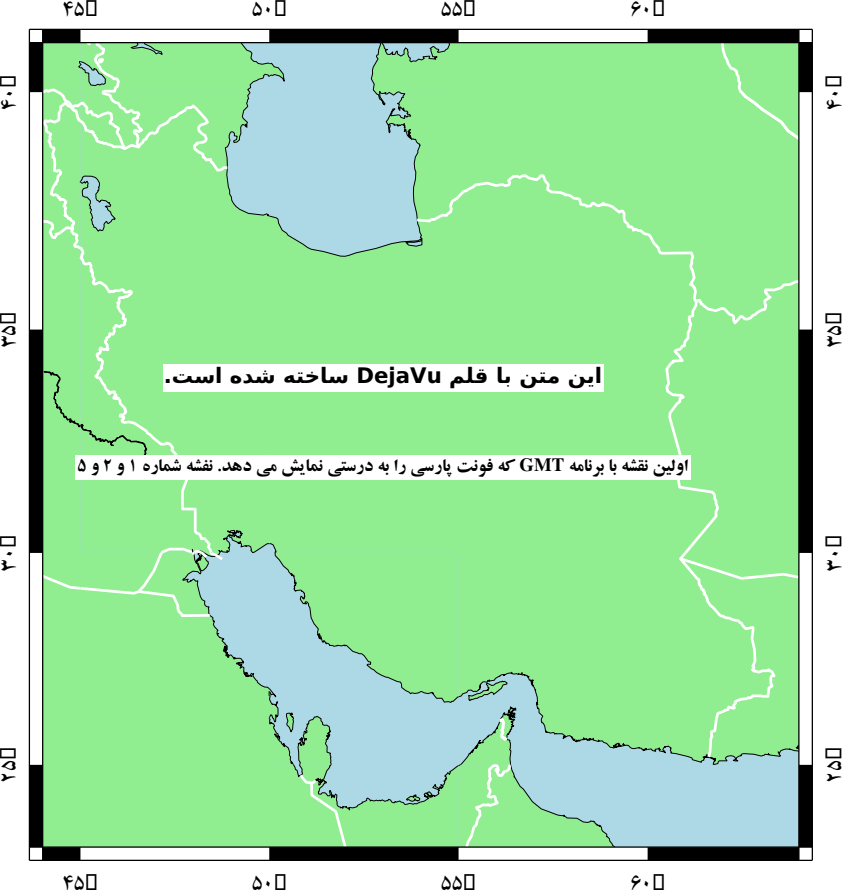 ۴۵▯ ۵۰▯ ۵۵▯ ۶۰▯
۴۰▯ ۴۰▯
۳۵▯ ۳۵▯
این متن با قلم DejaVu ساخته شده است.
اولین نقشه با برنامه GMT که فونت پارسی را به درستی نمایش می دهد. نقشه شماره ۱ و ۲ و ۵
۳۰▯ ۳۰▯
۲۵▯ ۲۵▯
۴۵▯ ۵۰▯ ۵۵▯ ۶۰▯